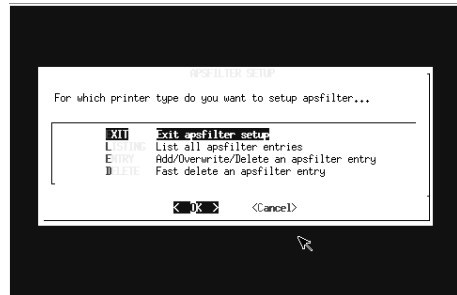 APSFILTER SETUP
For which printer type do you want to setup apsfilter...
EXIT Exit apsfilter setup
LISTING List all apsfilter entries
ENTRY Add/Overwrite/Delete an apsfilter entry
DELETE Fast delete an apsfilter entry
< OK > <Cancel>